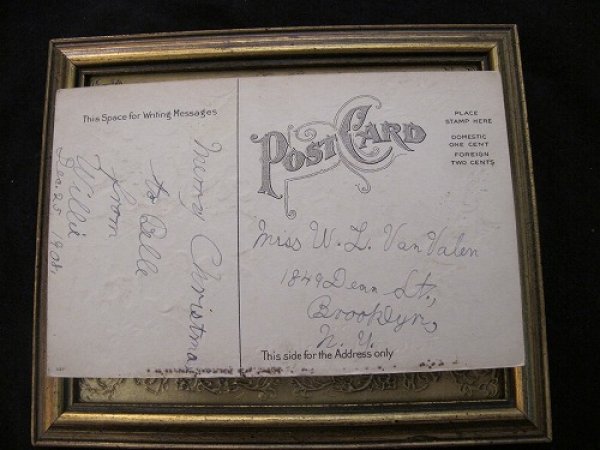 This Space for Writing Messages
Merry Christmas
to Belle
from
Willie
Dec. 25 1908.
POST CARD
PLACE
STAMP HERE
DOMESTIC
ONE CENT
FOREIGN
TWO CENTS
Miss W. L. Van Valen
1849 Dean St.,
Brooklyn,
N. Y.
This side for the Address only